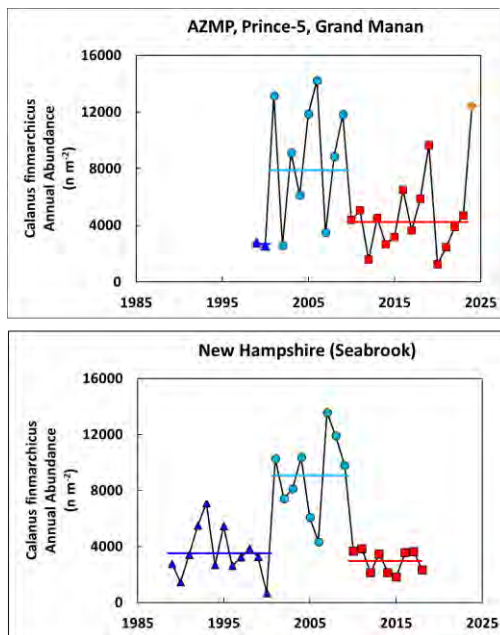 AZMP, Prince-5, Grand Manan
Calanus finmarchicus
Annual Abundance
(n m-2)
16000
12000
8000
4000
0
1985
1995
2005
2015
2025
New Hampshire (Seabrook)
Calanus finmarchicus
Annual Abundance
(n m-2)
16000
12000
8000
4000
0
1985
1995
2005
2015
2025